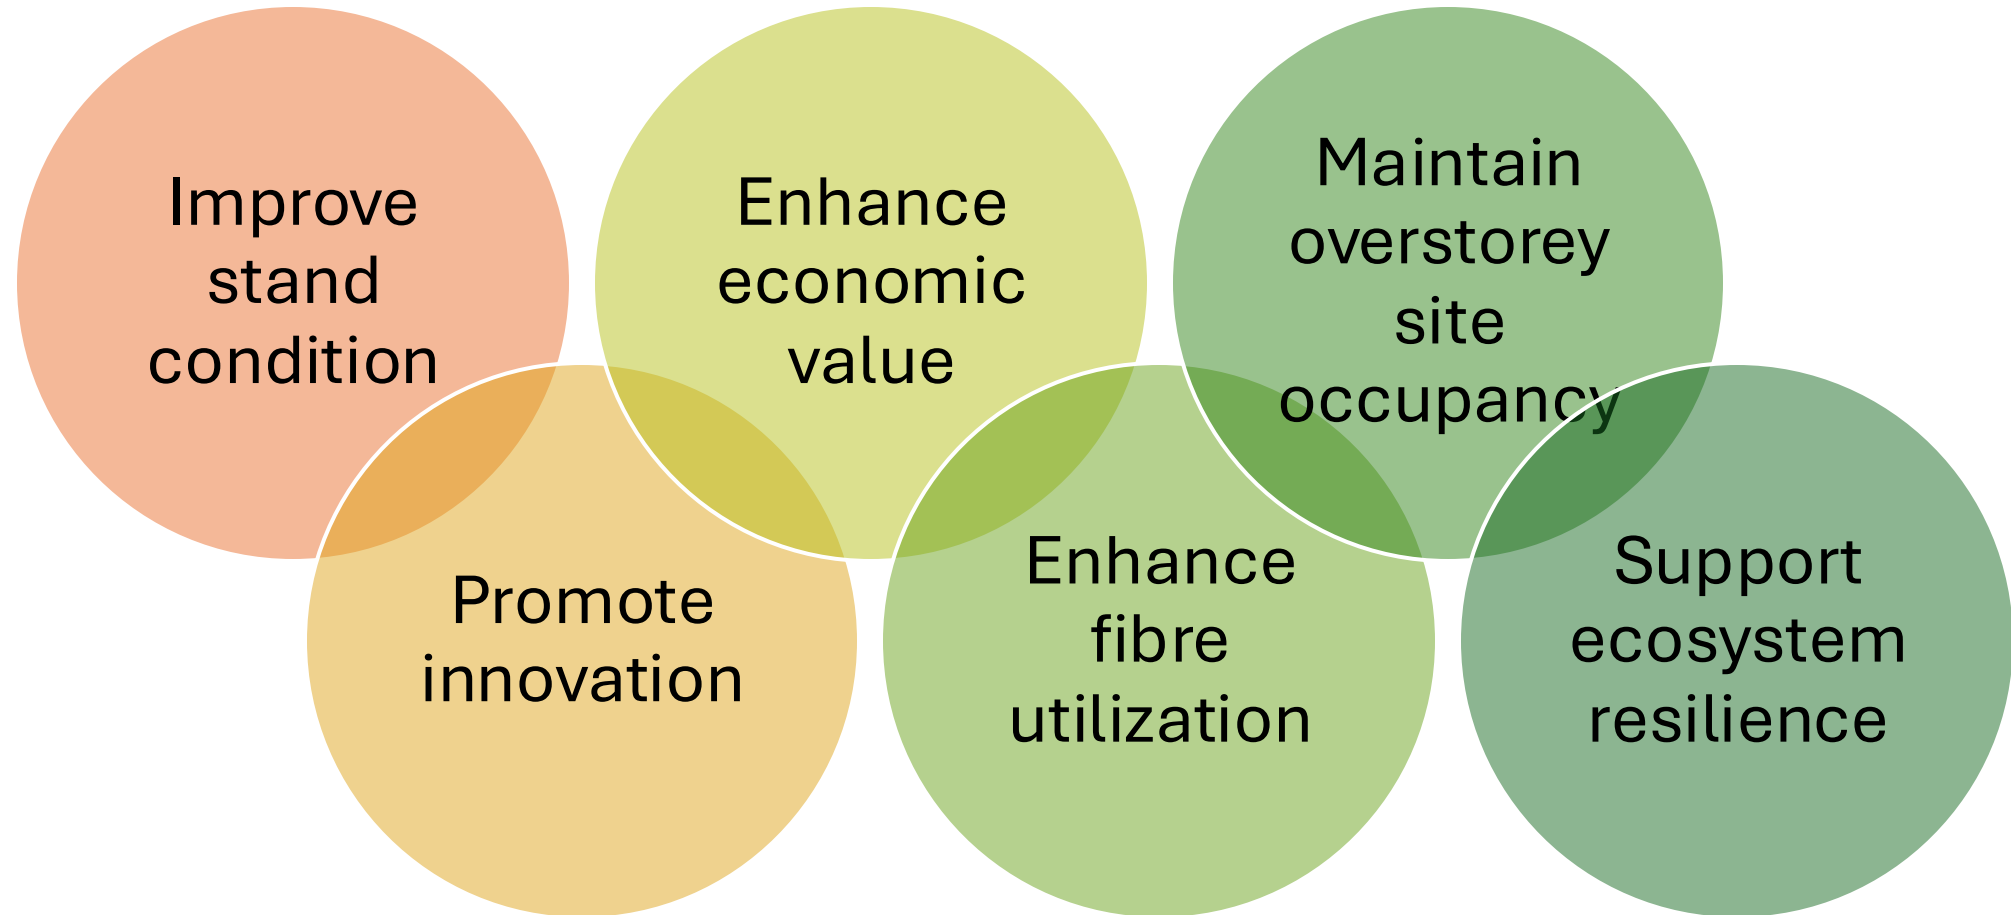 Improve
stand
condition
Promote
innovation
Enhance
economic
value
Enhance
fibre
utilization
Maintain
overstorey
site
occupancy
Support
ecosystem
resilience